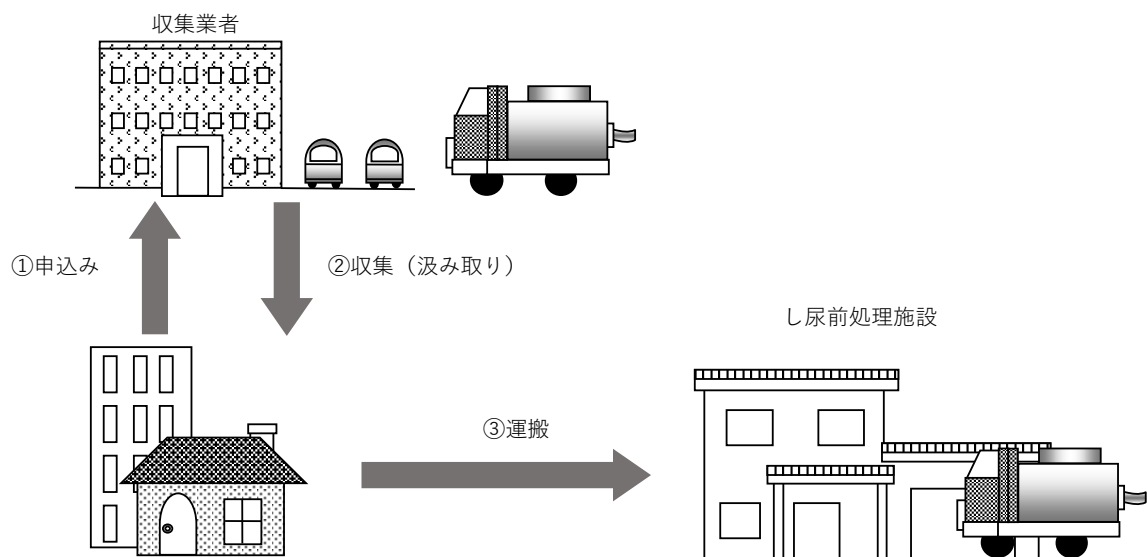 収集業者
①申込み
②収集（汲み取り）
し尿前処理施設
③運搬